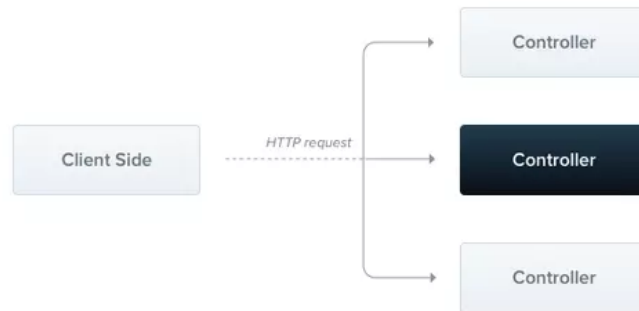 Controller
HTTP request
Client Side
Controller
Controller